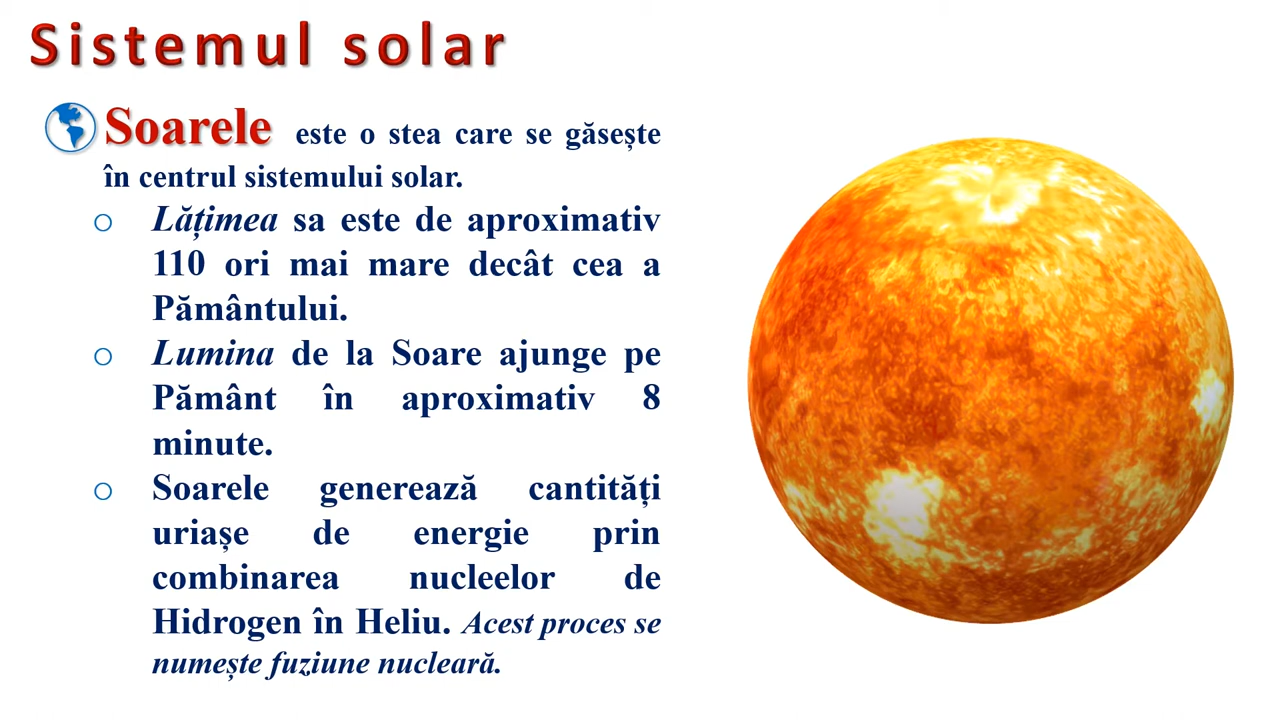 Sistemul solar
Soarele este o stea care se găsește
în centrul sistemului solar.
o Lățimea sa este de aproximativ
110 ori mai mare decât cea a
Pământului.
o Lumina de la Soare ajunge pe
Pământ în aproximativ 8
minute.
o Soarele generează cantități
uriașe de energie prin
combinarea nucleelor de
Hidrogen în Heliu. Acest proces se
numește fuziune nucleară.